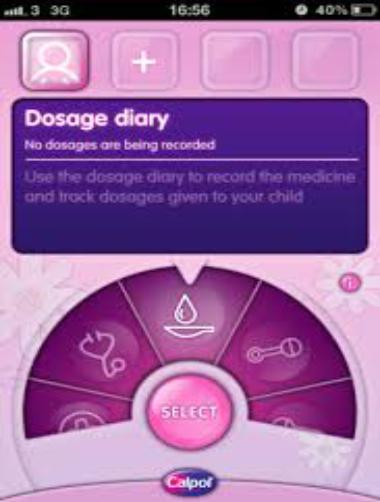 3 3G 16:56 40%
Dosage diary
No dosages are being recorded
Use the dosage diary to record the medicine
and track dosages given to your child
SELECT
Calpol